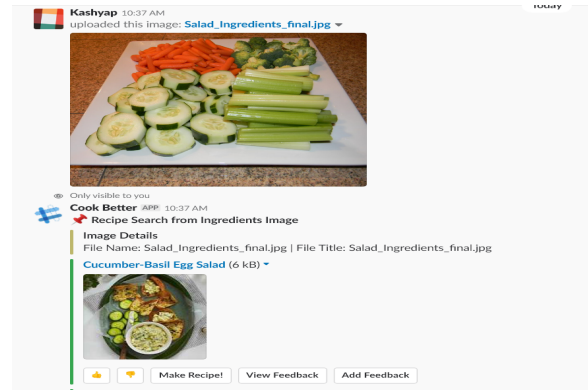 Today
Kashyap 10:37 AM
uploaded this image: Salad_Ingredients_final.jpg
Only visible to you
Cook Better APP 10:37 AM
Recipe Search from Ingredients Image
Image Details
File Name: Salad_Ingredients_final.jpg | File Title: Salad_Ingredients_final.jpg
Cucumber-Basil Egg Salad (6 kB)
Make Recipe! View Feedback Add Feedback